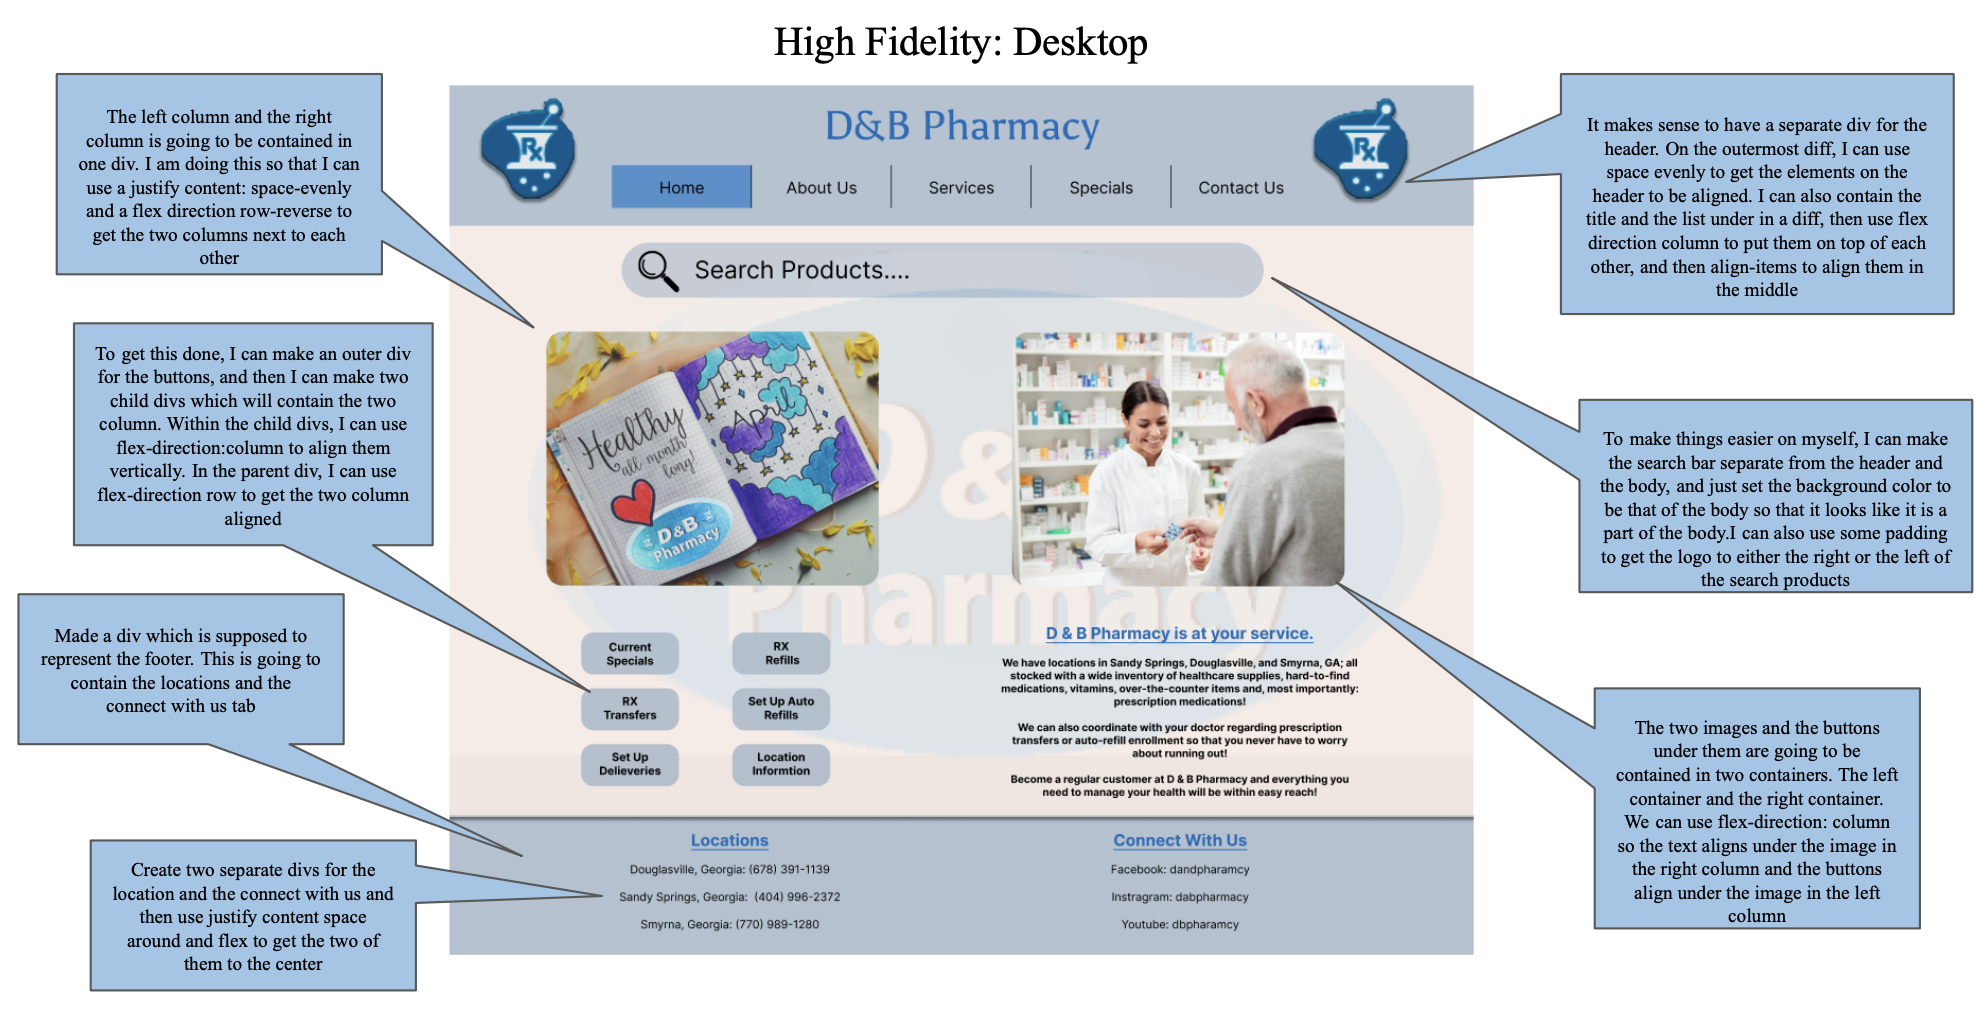 High Fidelity: Desktop
The left column and the right
column is going to be contained in
one div. I am doing this so that I can
use a justify content: space-evenly
and a flex direction row-reverse to
get the two columns next to each
other
To get this done, I can make an outer div
for the buttons, and then I can make two
child divs which will contain the two
column. Within the child divs, I can use
flex-direction:column to align them
vertically. In the parent div, I can use
flex-direction row to get the two column
aligned
Made a div which is supposed to
represent the footer. This is going to
contain the locations and the
connect with us tab
Create two separate divs for the
location and the connect with us and
then use justify content space
around and flex to get the two of
them to the center
Rx
D&B Pharmacy
Rx
Home
About Us
Services
Specials
Contact Us
Search Products....
Healthy
all month
long!
April
D&B
Pharmacy
D &
Pharmacy
Current
Specials
RX
Refills
RX
Transfers
Set Up Auto
Refills
Set Up
Delieveries
Location
Informtion
D & B Pharmacy is at your service.
We have locations in Sandy Springs, Douglasville, and Smyrna, GA; all
stocked with a wide inventory of healthcare supplies, hard-to-find
medications, vitamins, over-the-counter items and, most importantly:
prescription medications!
We can also coordinate with your doctor regarding prescription
transfers or auto-refill enrollment so that you never have to worry
about running out!
Become a regular customer at D & B Pharmacy and everything you
need to manage your health will be within easy reach!
Locations
Douglasville, Georgia: (678) 391-1139
Sandy Springs, Georgia: (404) 996-2372
Smyrna, Georgia: (770) 989-1280
Connect With Us
Facebook: dandpharamcy
Instragram: dabpharmacy
Youtube: dbpharamcy
It makes sense to have a separate div for the
header. On the outermost diff, I can use
space evenly to get the elements on the
header to be aligned. I can also contain the
title and the list under in a diff, then use flex
direction column to put them on top of each
other, and then align-items to align them in
the middle
To make things easier on myself, I can make
the search bar separate from the header and
the body, and just set the background color to
be that of the body so that it looks like it is a
part of the body.I can also use some padding
to get the logo to either the right or the left of
the search products
The two images and the buttons
under them are going to be
contained in two containers. The left
container and the right container.
We can use flex-direction: column
so the text aligns under the image in
the right column and the buttons
align under the image in the left
column